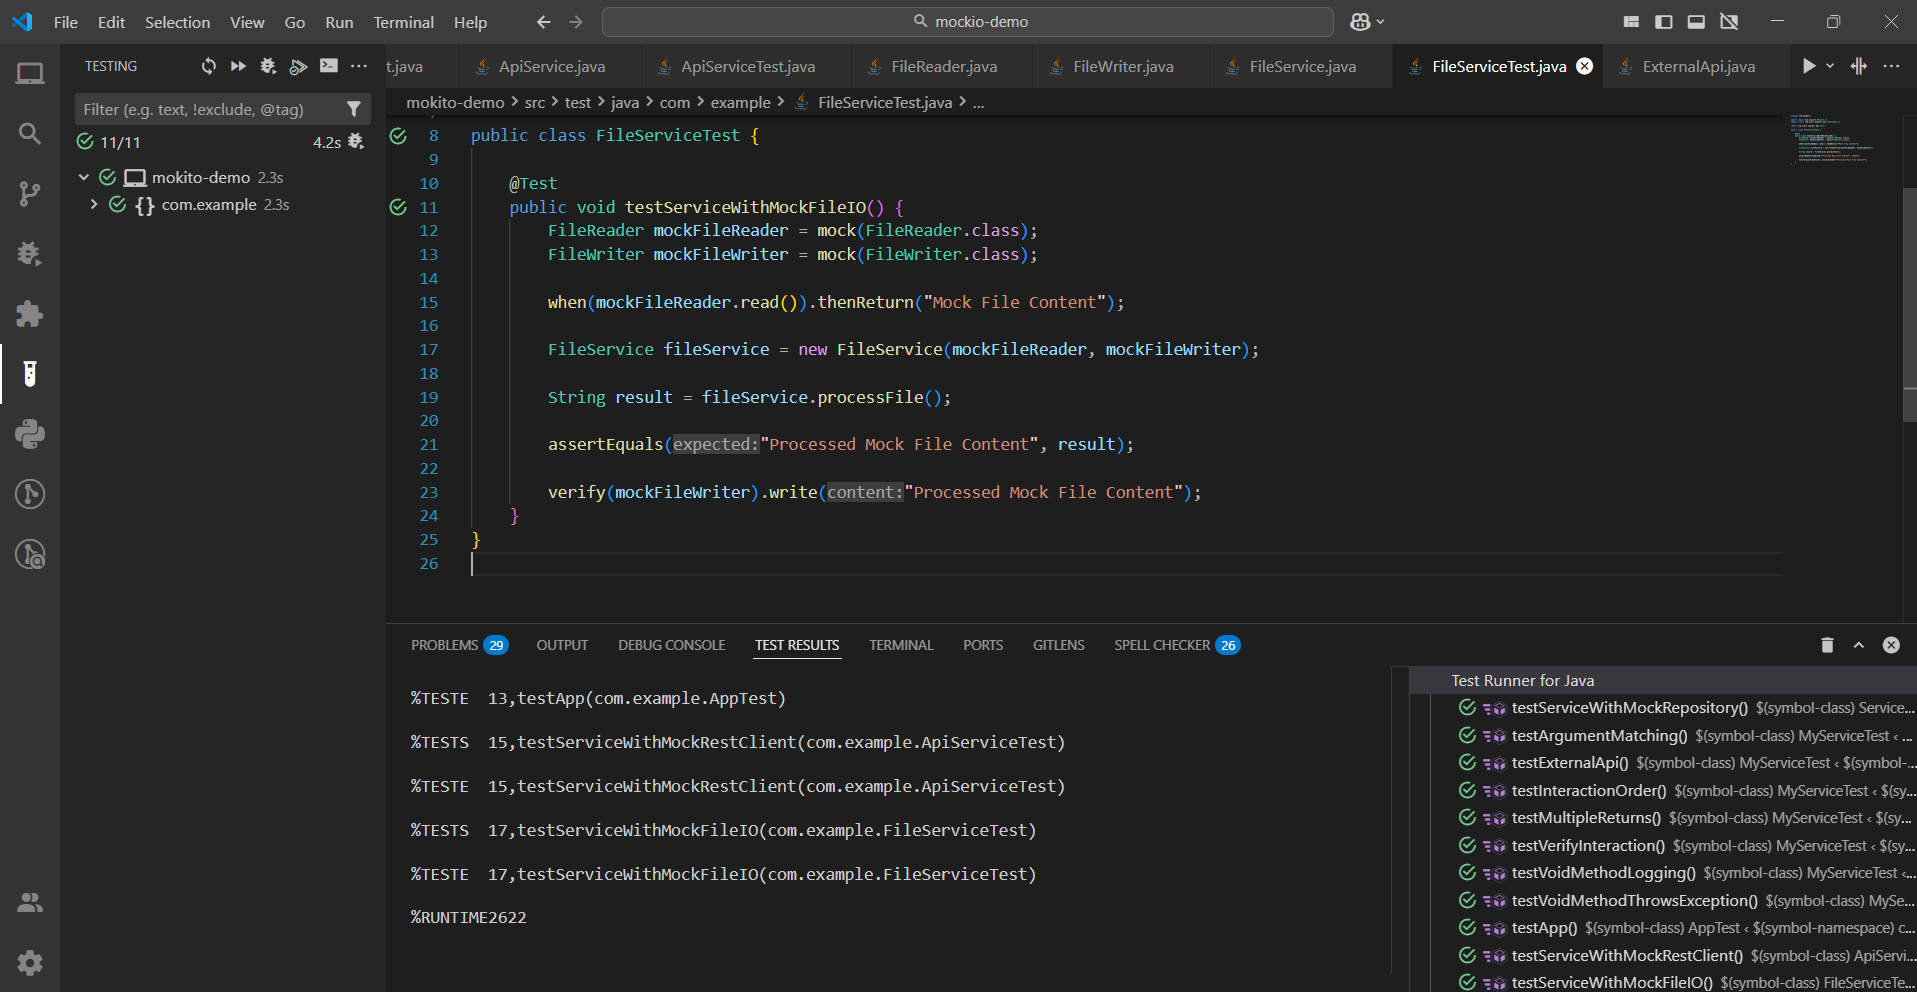 File Edit Selection View Go Run Terminal Help
mockio-demo
TESTING
t.java ApiService.java ApiServiceTest.java FileReader.java FileWriter.java FileService.java FileServiceTest.java ExternalApi.java
Filter (e.g. text, !exclude, @tag)
11/11 4.2s
mokito-demo 2.3s
com.example 2.3s
mokito-demo > src > test > java > com > example > FileServiceTest.java > ...
8 public class FileServiceTest {
9
10 @Test
11 public void testServiceWithMockFileIO() {
12 FileReader mockFileReader = mock(FileReader.class);
13 FileWriter mockFileWriter = mock(FileWriter.class);
14
15 when(mockFileReader.read()).thenReturn("Mock File Content");
16
17 FileService fileService = new FileService(mockFileReader, mockFileWriter);
18
19 String result = fileService.processFile();
20
21 assertEquals(expected:"Processed Mock File Content", result);
22
23 verify(mockFileWriter).write(content:"Processed Mock File Content");
24 }
25 }
26
PROBLEMS 29 OUTPUT DEBUG CONSOLE TEST RESULTS TERMINAL PORTS GITLENS SPELL CHECKER 26
%TESTE 13,testApp(com.example.AppTest)
%TESTS 15,testServiceWithMockRestClient(com.example.ApiServiceTest)
%TESTE 15,testServiceWithMockRestClient(com.example.ApiServiceTest)
%TESTS 17,testServiceWithMockFileIO(com.example.FileServiceTest)
%TESTE 17,testServiceWithMockFileIO(com.example.FileServiceTest)
%RUNTIME2622
Test Runner for Java
testServiceWithMockRepository() $(symbol-class) Service...
testArgumentMatching() $(symbol-class) MyServiceTest < ...
testExternalApi() $(symbol-class) MyServiceTest < $(symbol-...
testInteractionOrder() $(symbol-class) MyServiceTest < $(sy...
testMultipleReturns() $(symbol-class) MyServiceTest < $(sy...
testVerifyInteraction() $(symbol-class) MyServiceTest < $(sy...
testVoidMethodLogging() $(symbol-class) MyServiceTest <...
testVoidMethodThrowsException() $(symbol-class) MySe...
testApp() $(symbol-class) AppTest < $(symbol-namespace) c...
testServiceWithMockRestClient() $(symbol-class) ApiServi...
testServiceWithMockFileIO() $(symbol-class) FileServiceTe...